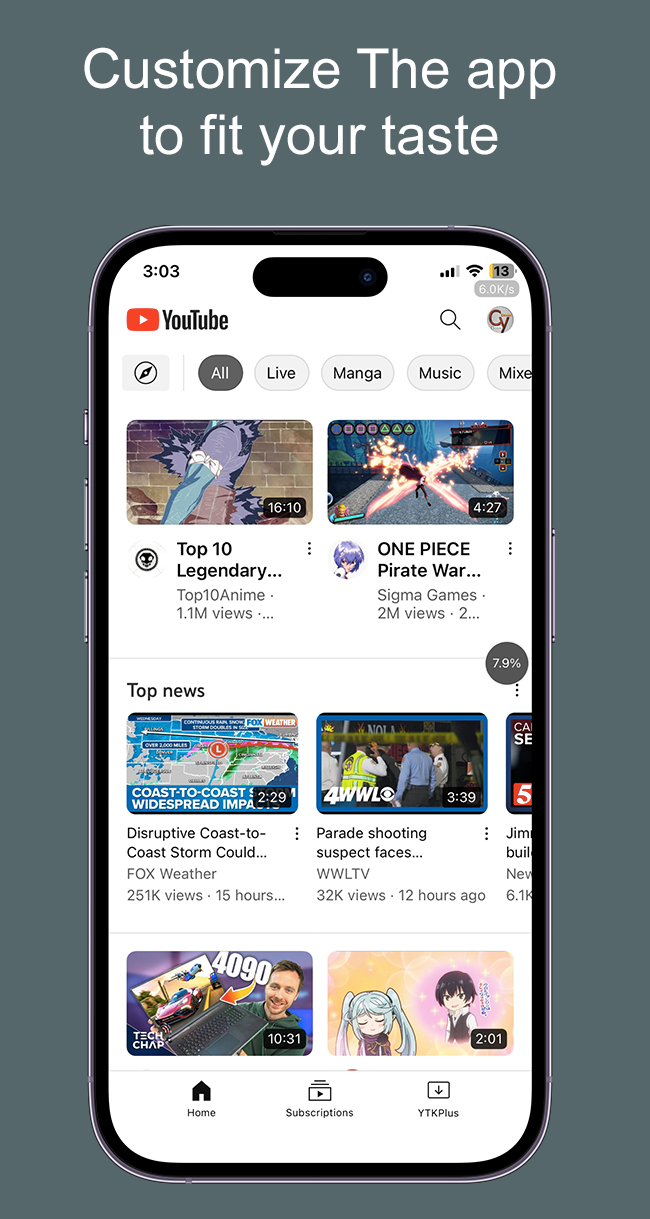 Customize The app
to fit your taste
3:03
13
6.0K/s
YouTube
Cy
All
Live
Manga
Music
Mixe
16:10
4:27
Top 10
Legendary...
Top10Anime ·
1.1M views ·...
ONE PIECE
Pirate War...
Sigma Games ·
2M views · 2...
7.9%
Top news
WEDNESDAY
CONTINUOUS RAIN, SNOW
STORM DOUBLES IN SIZE
FOX WEATHER
OVER 2,000 MILES
L
COAST-TO-COAST
WIDESPREAD
2:29
NOLA
4WWL
3:39
CA
SE
5
Disruptive Coast-to-
Coast Storm Could...
FOX Weather
251K views · 15 hours...
Parade shooting
suspect faces...
WWLTV
32K views · 12 hours ago
Jim
buil
New
6.1K
4090
TECH
CHAP
10:31
2:01
Home
Subscriptions
YTKPlus